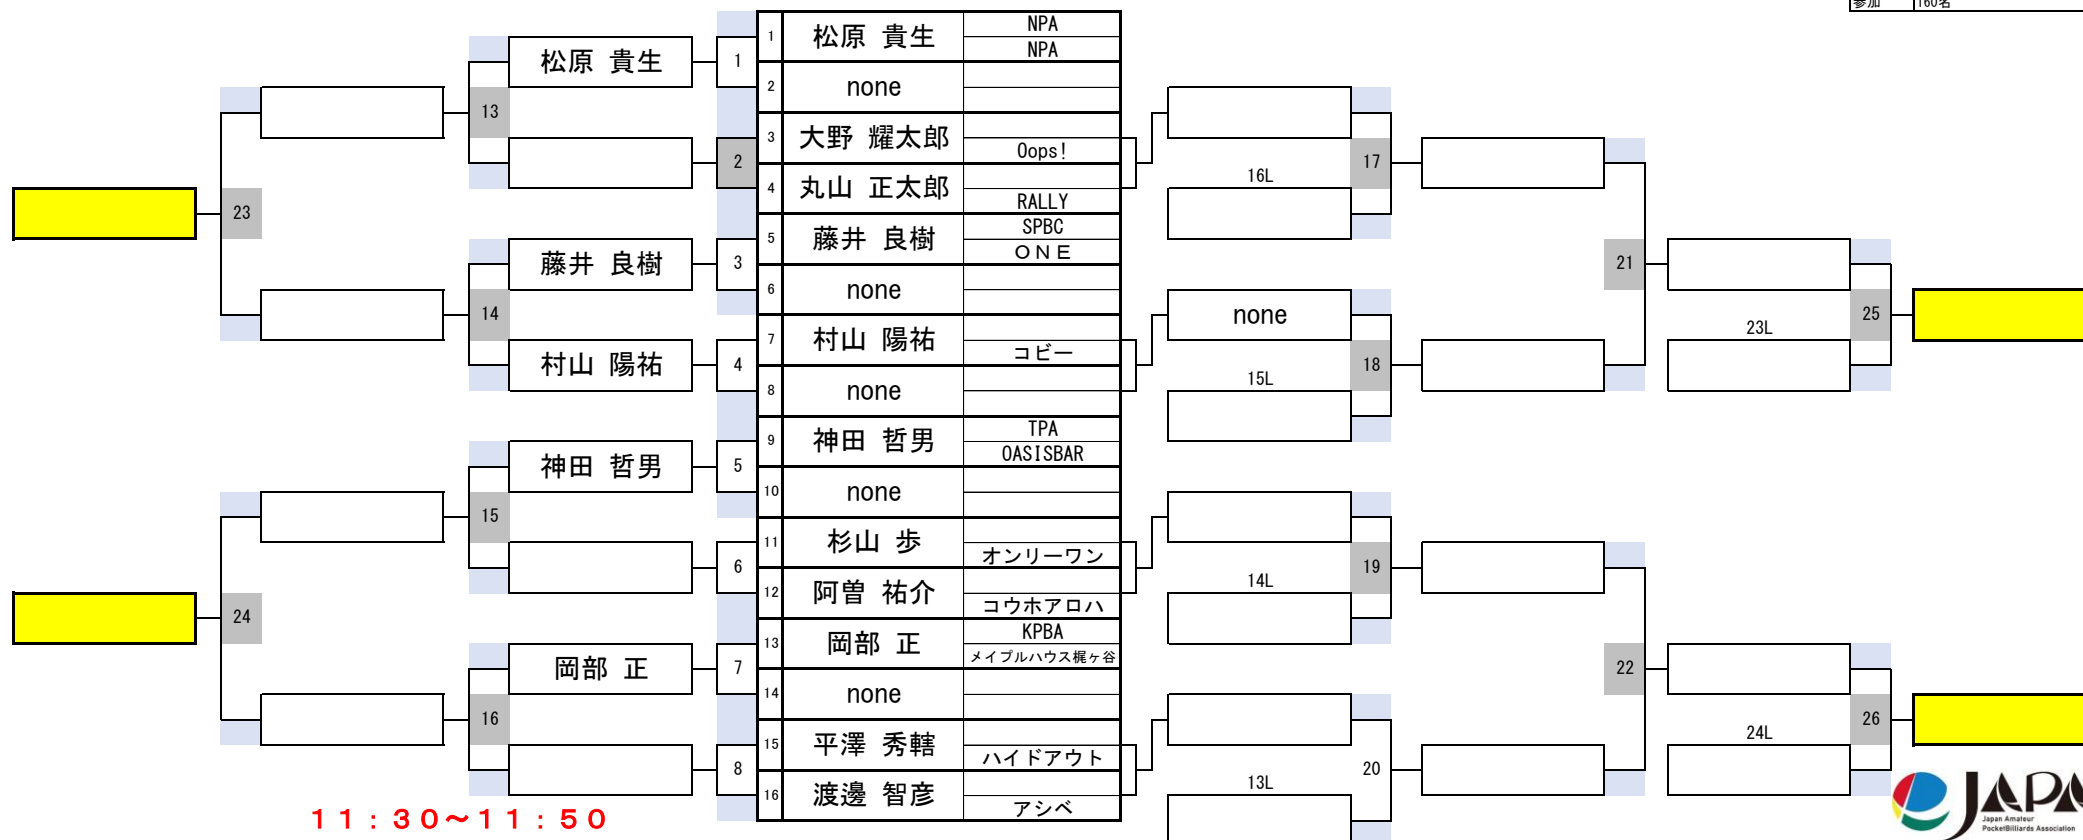 参加 160名
1 松原 貴生 NPA
NPA
松原 貴生 1
2 none
13
3 大野 耀太郎
Oops!
2
17
16L
4 丸山 正太郎
RALLY
23
5 藤井 良樹 SPBC
ONE
藤井 良樹 3
21
6 none
14
none
25
23L
7 村山 陽祐
コビー
村山 陽祐 4
18
15L
8 none
9 神田 哲男 TPA
OASISBAR
神田 哲男 5
10 none
15
11 杉山 歩
オンリーワン
6
19
14L
12 阿曽 祐介
コウホアロハ
24
13 岡部 正 KPBA
メイプルハウス梶ヶ谷
岡部 正 7
22
14 none
16
26
24L
15 平澤 秀轄
ハイドアウト
8
20
13L
16 渡邊 智彦
アシベ
11:30~11:50
JAPA
Japan Amateur
PocketBilliards Association